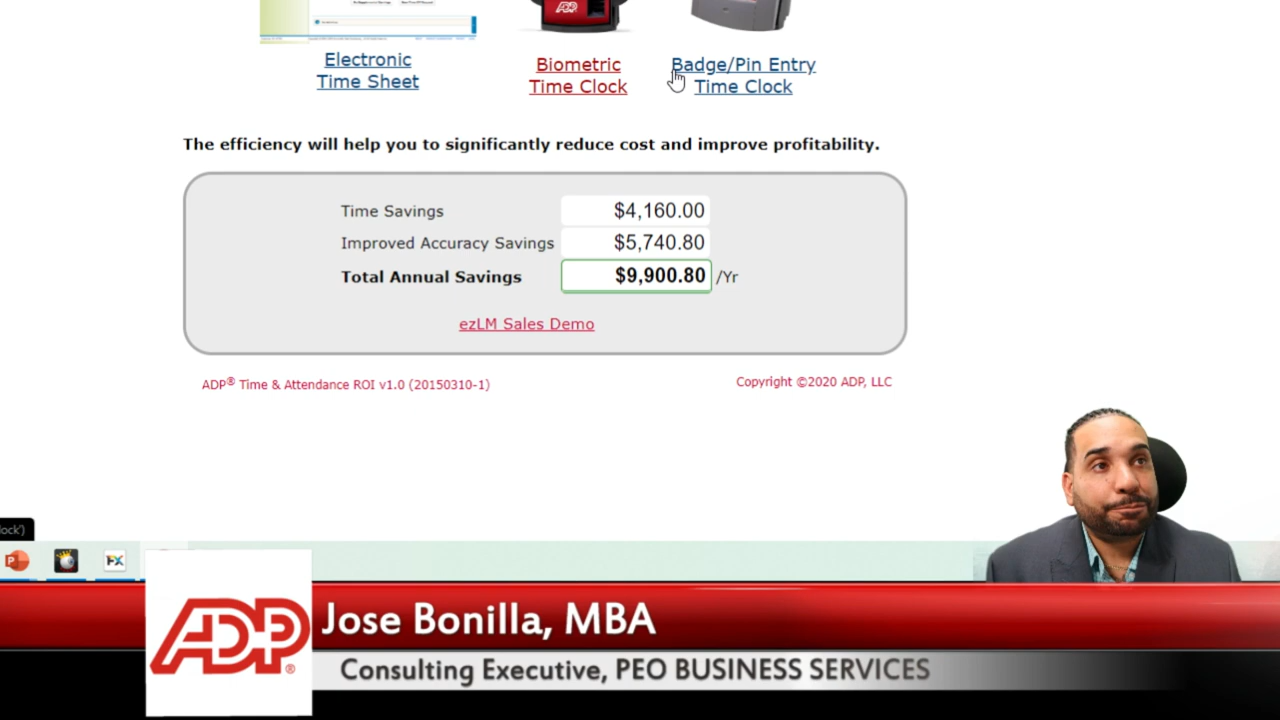 ADP
Electronic
Time Sheet
Biometric
Time Clock
Badge/Pin Entry
Time Clock
The efficiency will help you to significantly reduce cost and improve profitability.
Time Savings $4,160.00
Improved Accuracy Savings $5,740.80
Total Annual Savings $9,900.80 /Yr
ezLM Sales Demo
ADP® Time & Attendance ROI v1.0 (20150310-1) Copyright ©2020 ADP, LLC
lock')
ADP®
Jose Bonilla, MBA
Consulting Executive, PEO BUSINESS SERVICES